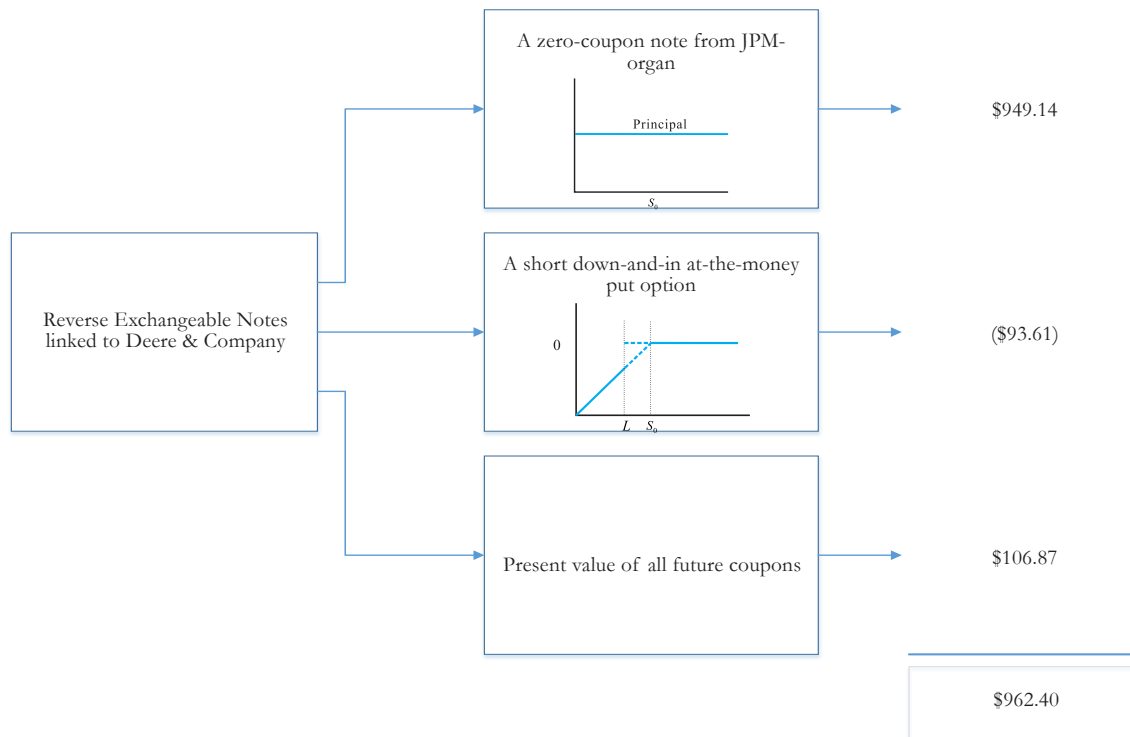 A zero-coupon note from JPM-
organ
Principal
S₀
$949.14
Reverse Exchangeable Notes
linked to Deere & Company
A short down-and-in at-the-money
put option
0
L S₀
($93.61)
Present value of all future coupons
$106.87
$962.40